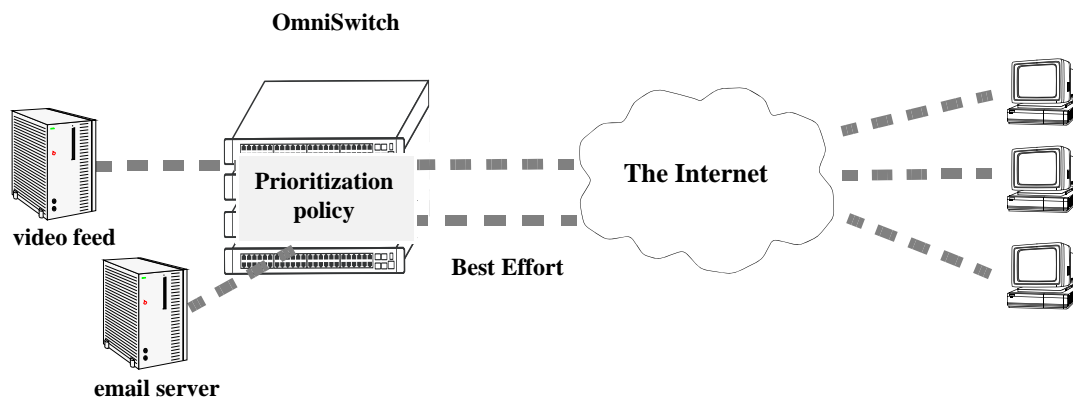 OmniSwitch
Prioritization
policy
The Internet
video feed
Best Effort
email server